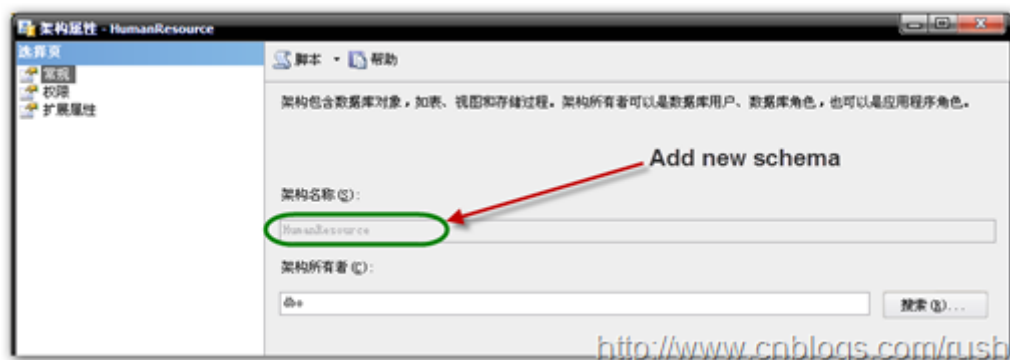 架构属性 - HumanResource
选择页
常规
权限
扩展属性
脚本 帮助
架构包含数据库对象，如表、视图和存储过程。架构所有者可以是数据库用户、数据库角色，也可以是应用程序角色。
Add new schema
架构名称(S):
HumanResource
架构所有者(C):
dbo
搜索(R)...
http://www.cnblogs.com/rush